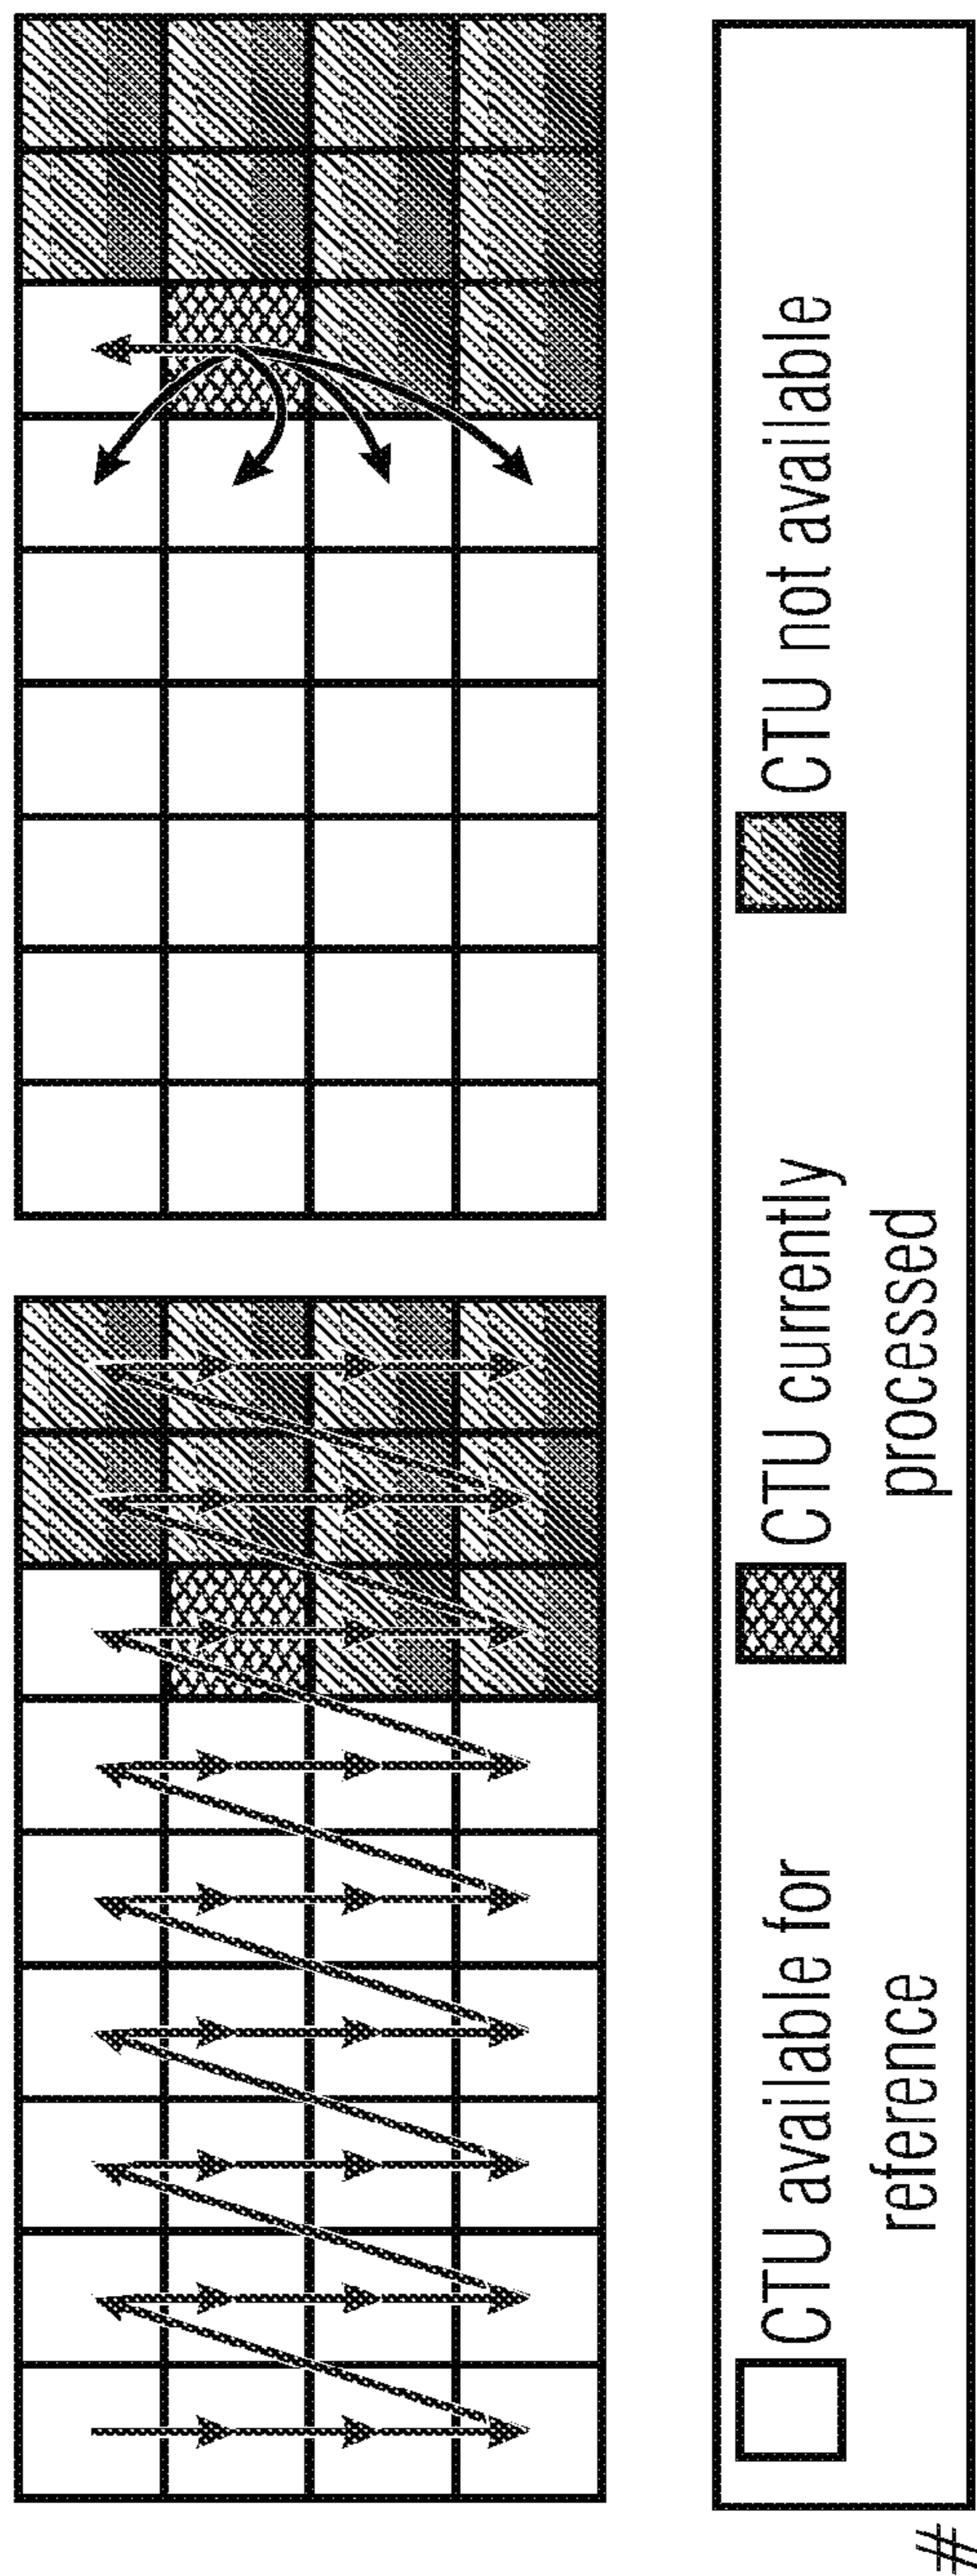 CTU available for
reference
CTU currently
processed
CTU not available
#